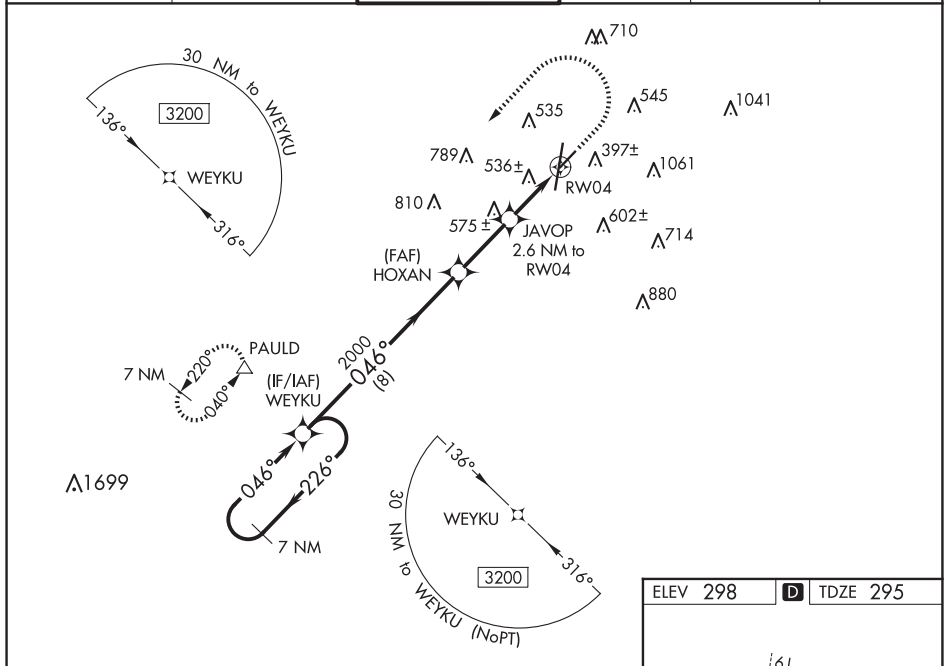 710
30 NM to WEYKU
136°
3200
WEYKU
316°
535
545
1041
789
536±
397±
1061
RW04
810
575 ±
602±
714
JAVOP
2.6 NM to
RW04
(FAF)
HOXAN
880
2000
046°
(8)
PAULD
220°
040°
7 NM
(IF/IAF)
WEYKU
046°
226°
7 NM
1699
136°
WEYKU
316°
3200
30 NM to WEYKU (NoPT)
ELEV 298 D TDZE 295